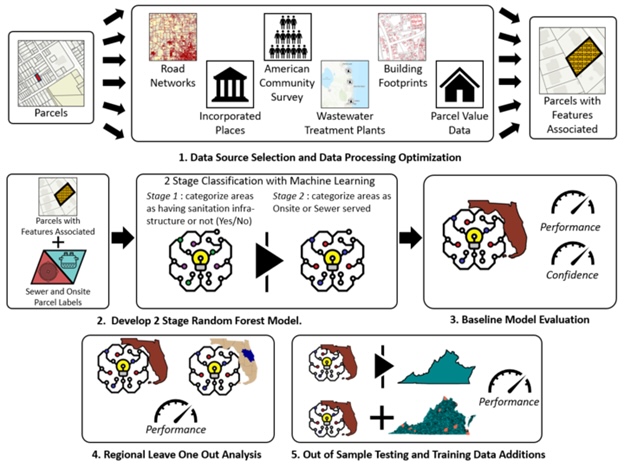 Parcels
Road
Networks
Incorporated
Places
American
Community
Survey
Wastewater
Treatment Plants
Building
Footprints
Parcel Value
Data
Parcels with
Features
Associated
1. Data Source Selection and Data Processing Optimization
Parcels with
Features Associated
+
Sewer and Onsite
Parcel Labels
2 Stage Classification with Machine Learning
Stage 1 : categorize areas
as having sanitation infra-
structure or not (Yes/No)
Stage 2 : categorize areas as
Onsite or Sewer served
Performance
Confidence
2. Develop 2 Stage Random Forest Model.
3. Baseline Model Evaluation
Performance
4. Regional Leave One Out Analysis
+
Performance
5. Out of Sample Testing and Training Data Additions